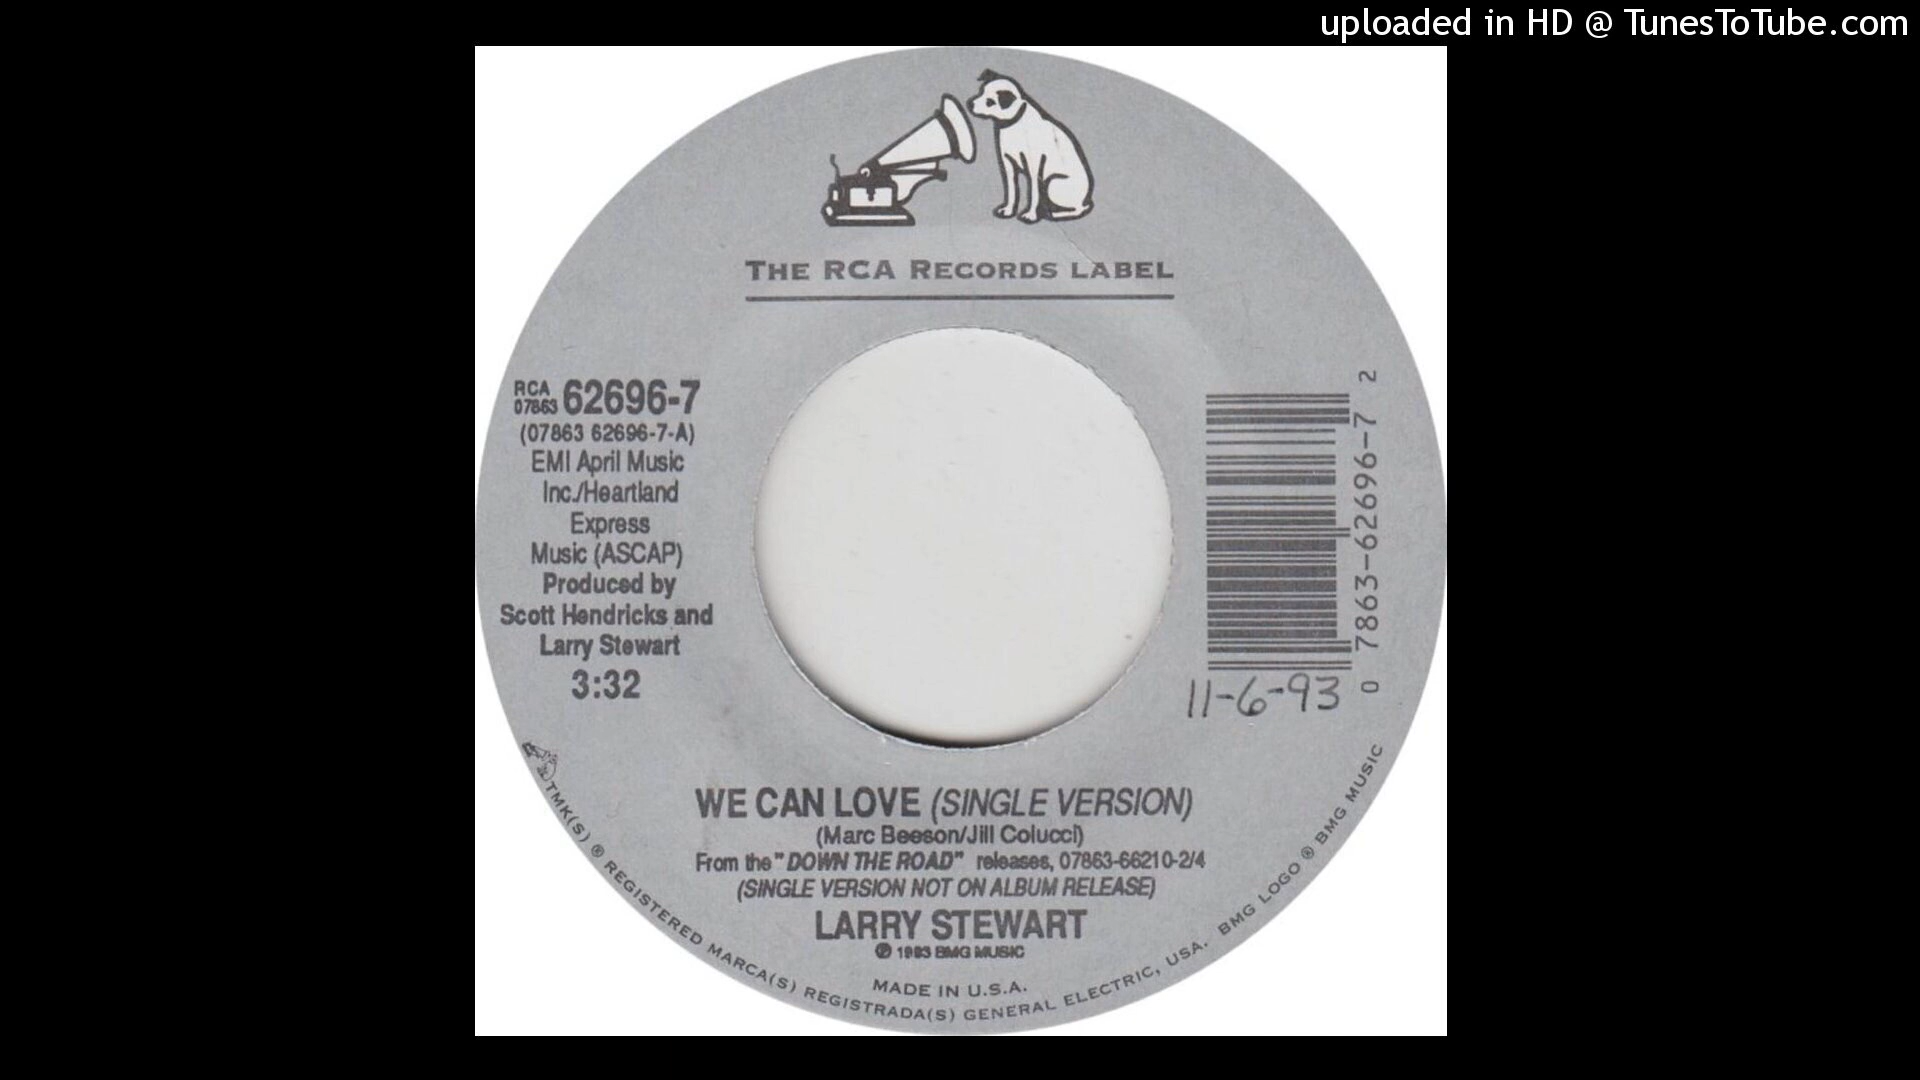 uploaded in HD @ TunesToTube.com
THE RCA RECORDS LABEL
RCA
07863 62696-7
(07863 62696-7-A)
EMI April Music
Inc./Heartland
Express
Music (ASCAP)
Produced by
Scott Hendricks and
Larry Stewart
3:32
0 7863-62696-7 2
11-6-93
WE CAN LOVE (SINGLE VERSION)
(Marc Beeson/Jill Colucci)
From the "DOWN THE ROAD" releases, 07863-66210-2/4
(SINGLE VERSION NOT ON ALBUM RELEASE)
LARRY STEWART
℗ 1993 BMG MUSIC
MADE IN U.S.A.
TMK(S) ® REGISTERED MARCA(S) REGISTRADA(S) GENERAL ELECTRIC, USA. BMG LOGO ® BMG MUSIC